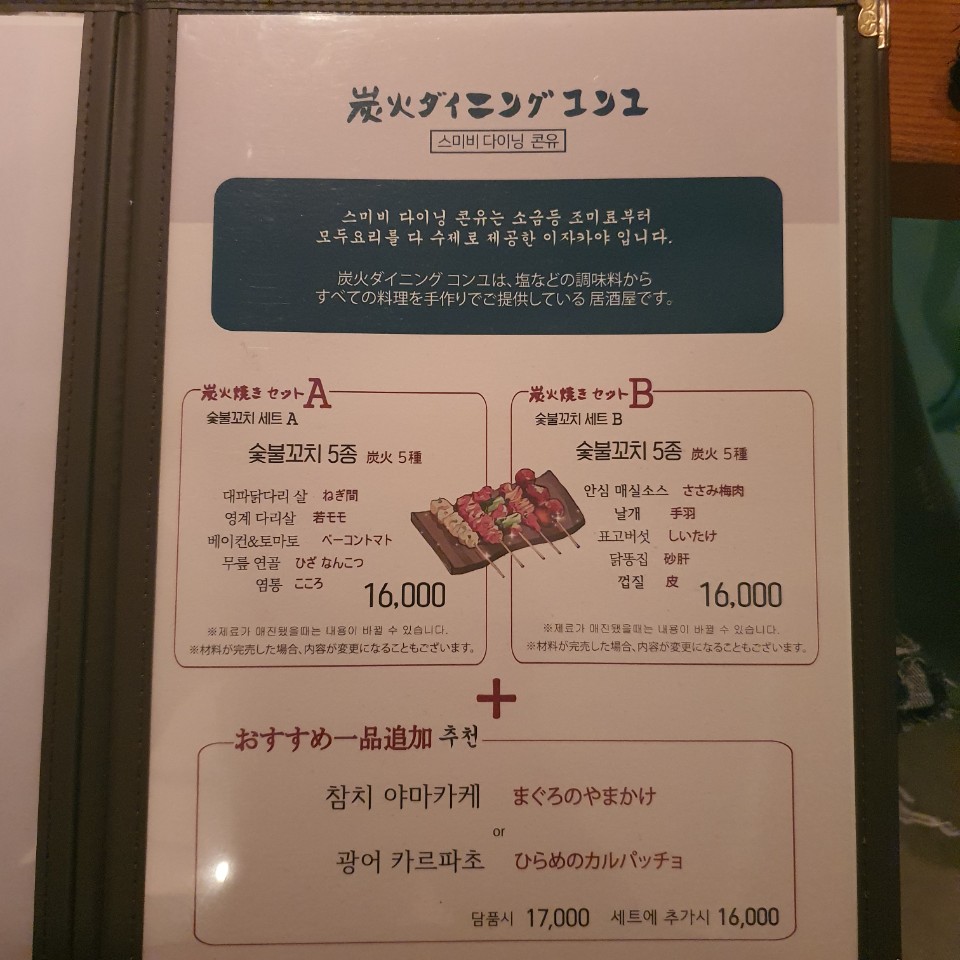 炭火ダイニング コンユ
스미비 다이닝 콘유
스미비 다이닝 콘유는 소금등 조미료부터
모두요리를 다 수제로 제공한 이자카야 입니다.
炭火ダイニング コンユは、塩などの調味料から
すべての料理を手作りでご提供している 居酒屋です。
炭火焼き セット A
숯불꼬치 세트 A
숯불꼬치 5종 炭火 5種
대파닭다리 살 ねぎ間
영계 다리살 若モモ
베이컨&토마토 ベーコントマト
무릎 연골 ひざ なんこつ
염통 こころ
16,000
※제료가 매진됐을때는 내용이 바뀔 수 있습니다.
※材料が完売した場合、内容が変更になることもございます。
炭火焼き セット B
숯불꼬치 세트 B
숯불꼬치 5종 炭火 5種
안심 매실소스 ささみ梅肉
날개 手羽
표고버섯 しいたけ
닭똥집 砂肝
껍질 皮
16,000
※제료가 매진됐을때는 내용이 바뀔 수 있습니다.
※材料が完売した場合、内容が変更になることもございます。
+
おすすめ一品追加 추천
참치 야마카케 まぐろのやまかけ
or
광어 카르파초 ひらめのカルパッチョ
담품시 17,000 세트에 추가시 16,000